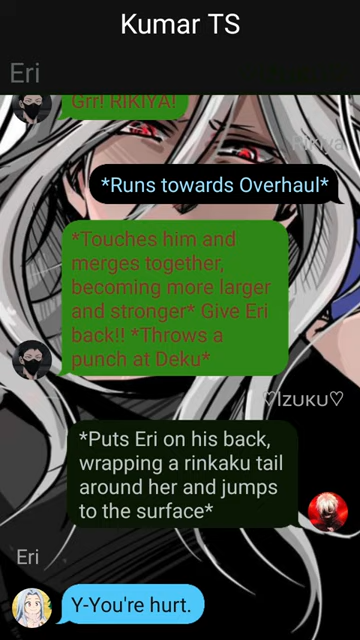 Kumar TS
Eri
Grr! RIKIYA!
Rikiya
*Runs towards Overhaul*
*Touches him and
merges together,
becoming more larger
and stronger* Give Eri
back!! *Throws a
punch at Deku*
♡Izuku♡
*Puts Eri on his back,
wrapping a rinkaku tail
around her and jumps
to the surface*
Eri
Y-You're hurt.